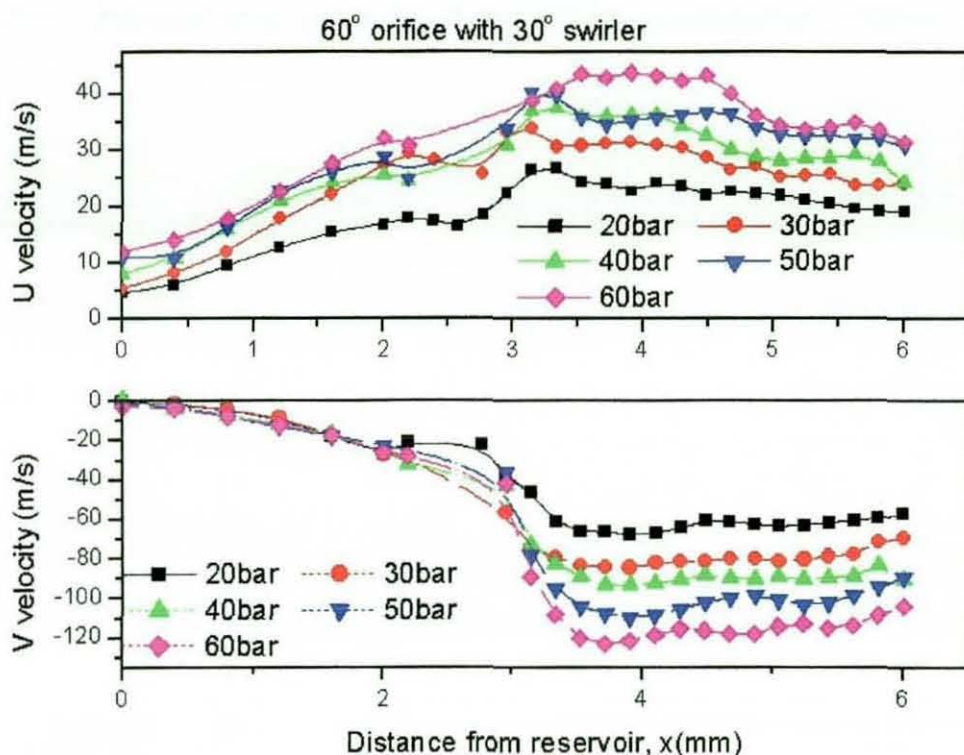 60° orifice with 30° swirler
U velocity (m/s)
40
30
20
10
0
20bar 30bar
40bar 50bar
60bar
0 1 2 3 4 5 6
V velocity (m/s)
0
-20
-40
-60
-80
-100
-120
20bar 30bar
40bar 50bar
60bar
0 2 4 6
Distance from reservoir, x(mm)